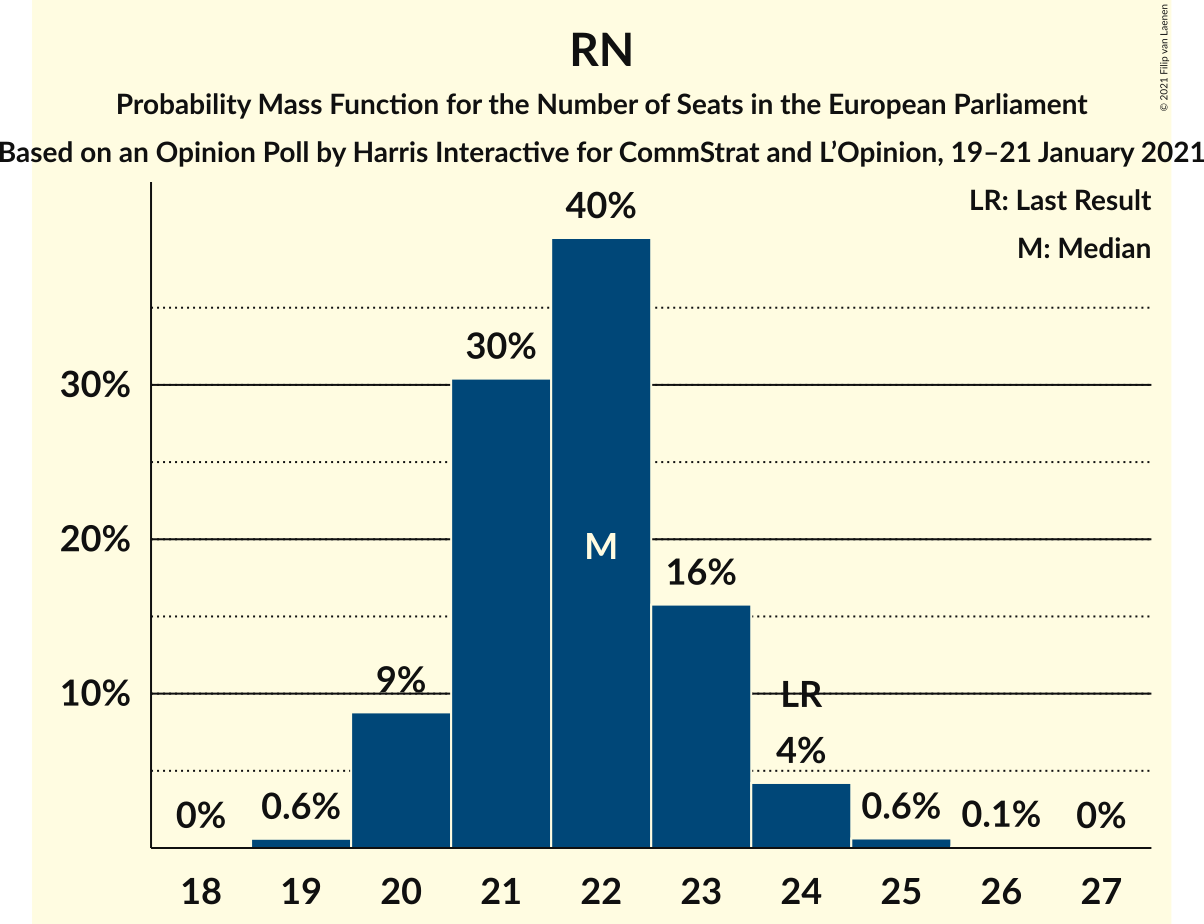 RN
Probability Mass Function for the Number of Seats in the European Parliament
Based on an Opinion Poll by Harris Interactive for CommStrat and L’Opinion, 19–21 January 2021
© 2021 Filip van Laenen
LR: Last Result
M: Median
40%
30%
30%
20%
M
16%
9%
10%
LR
4%
0%
0.6%
0.6%
0.1%
0%
18 19 20 21 22 23 24 25 26 27